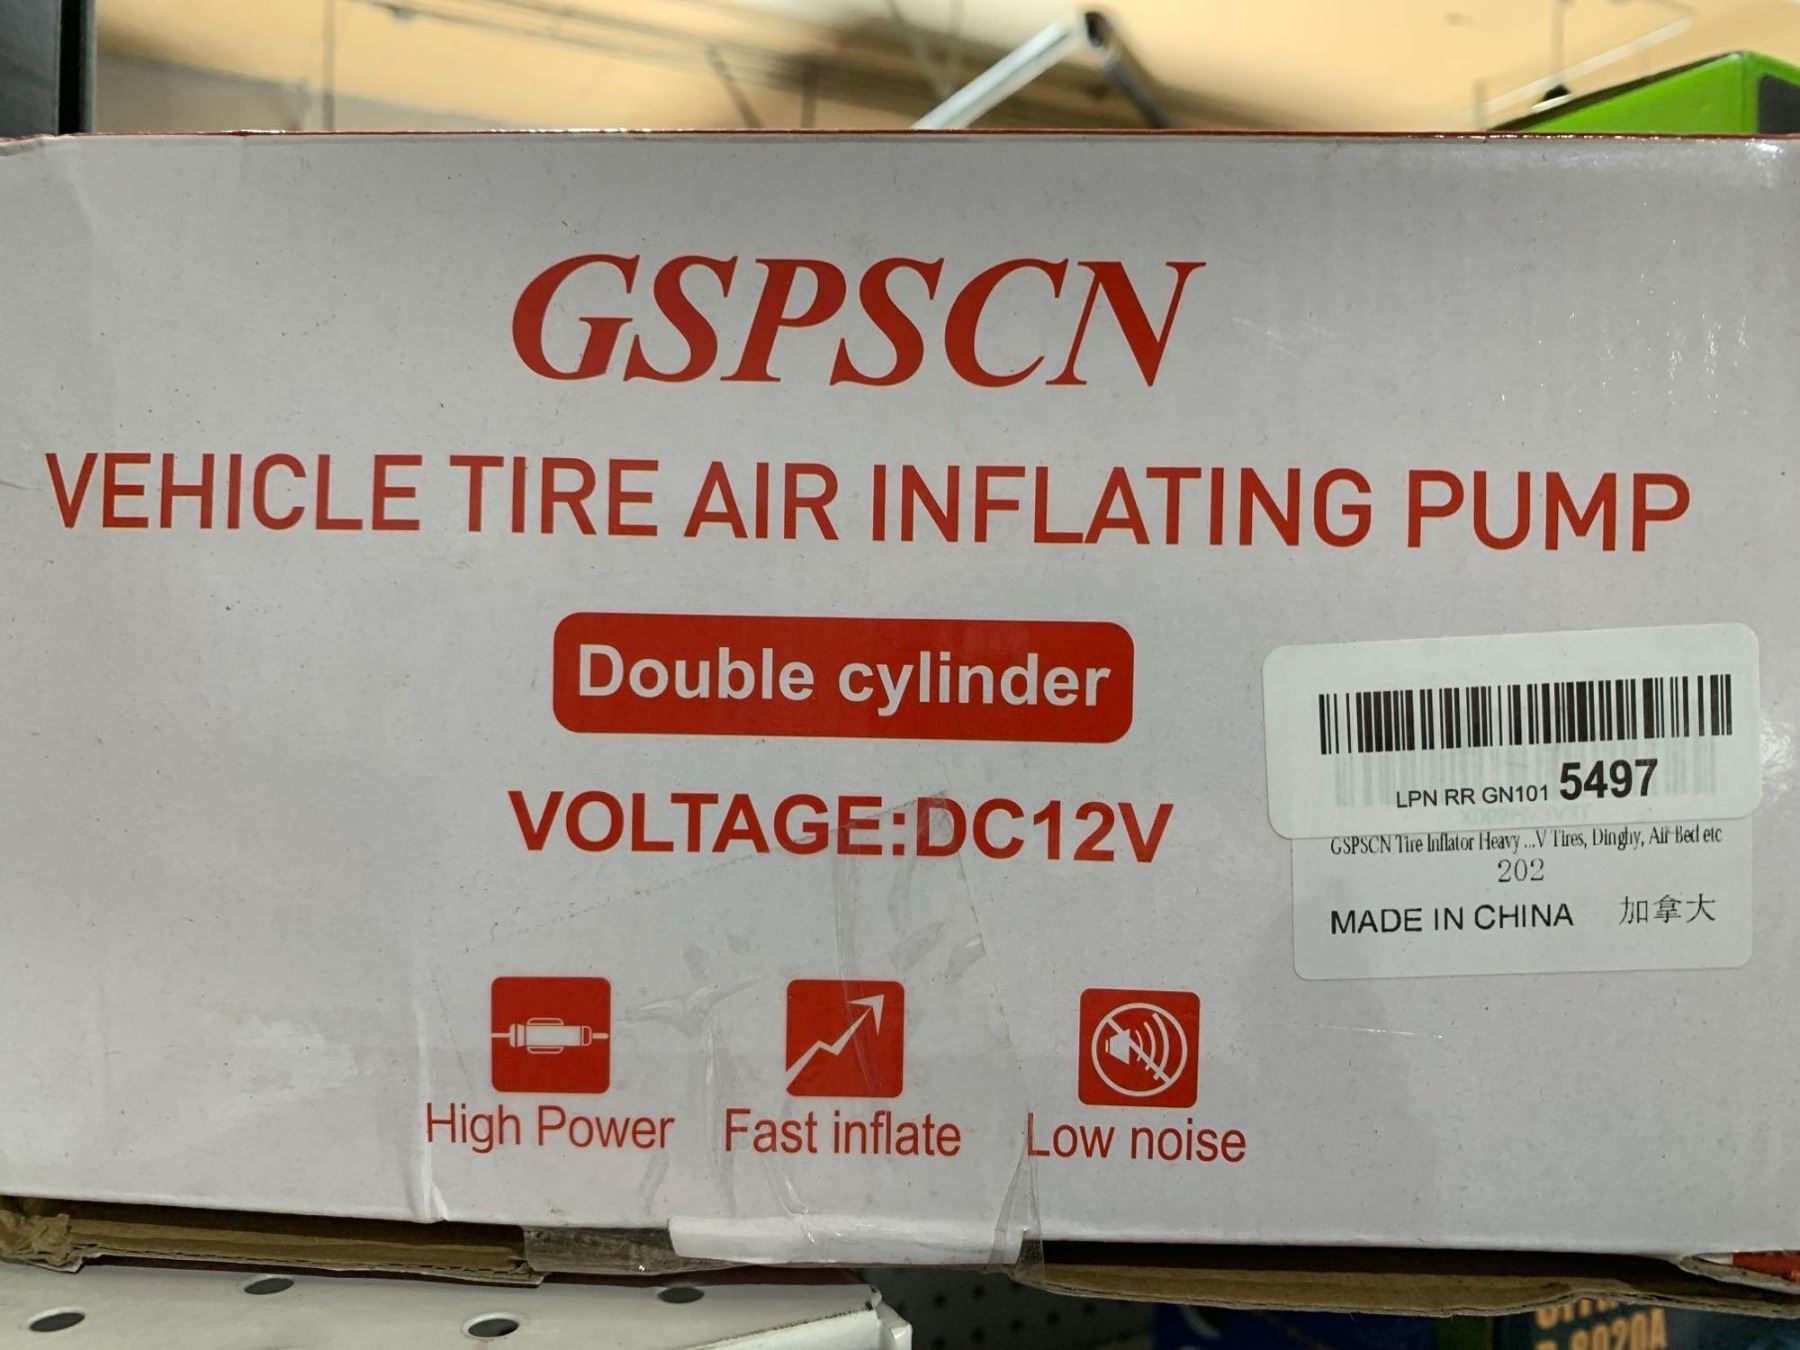 GSPSCN
VEHICLE TIRE AIR INFLATING PUMP
Double cylinder
VOLTAGE:DC12V
LPN RR GN101 5497
GSPSCN Tire Inflator Heavy ...V Tires, Dinghy, Air Bed etc
202
MADE IN CHINA 加拿大
High Power
Fast inflate
Low noise